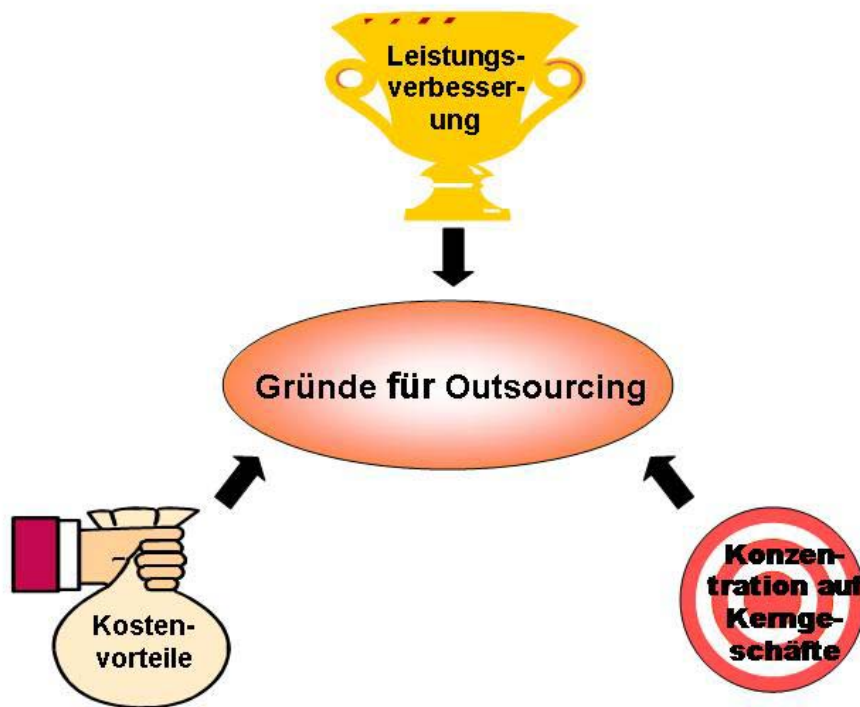 Leistungs-
verbesser-
ung
Gründe für Outsourcing
Kosten-
vorteile
Konzen-
tration auf
Kernge-
schäfte